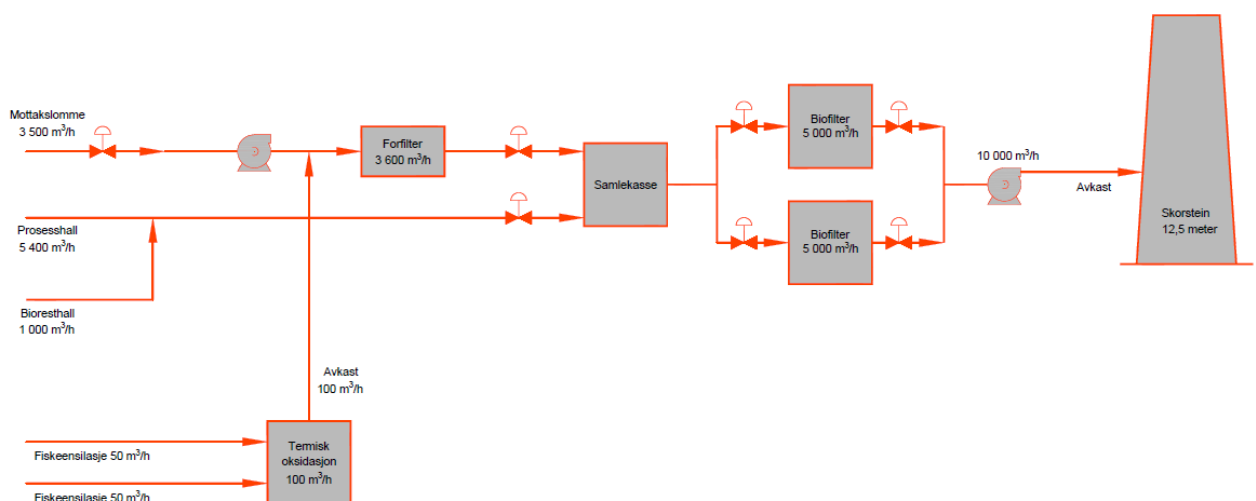 Mottakslomme
3 500 m³/h
Forfilter
3 600 m³/h
Samlekasse
Biofilter
5 000 m³/h
Biofilter
5 000 m³/h
10 000 m³/h
Avkast
Skorstein
12,5 meter
Prosesshall
5 400 m³/h
Bioresthall
1 000 m³/h
Avkast
100 m³/h
Termisk
oksidasjon
100 m³/h
Fiskeensilasje 50 m³/h
Fiskeensilasje 50 m³/h